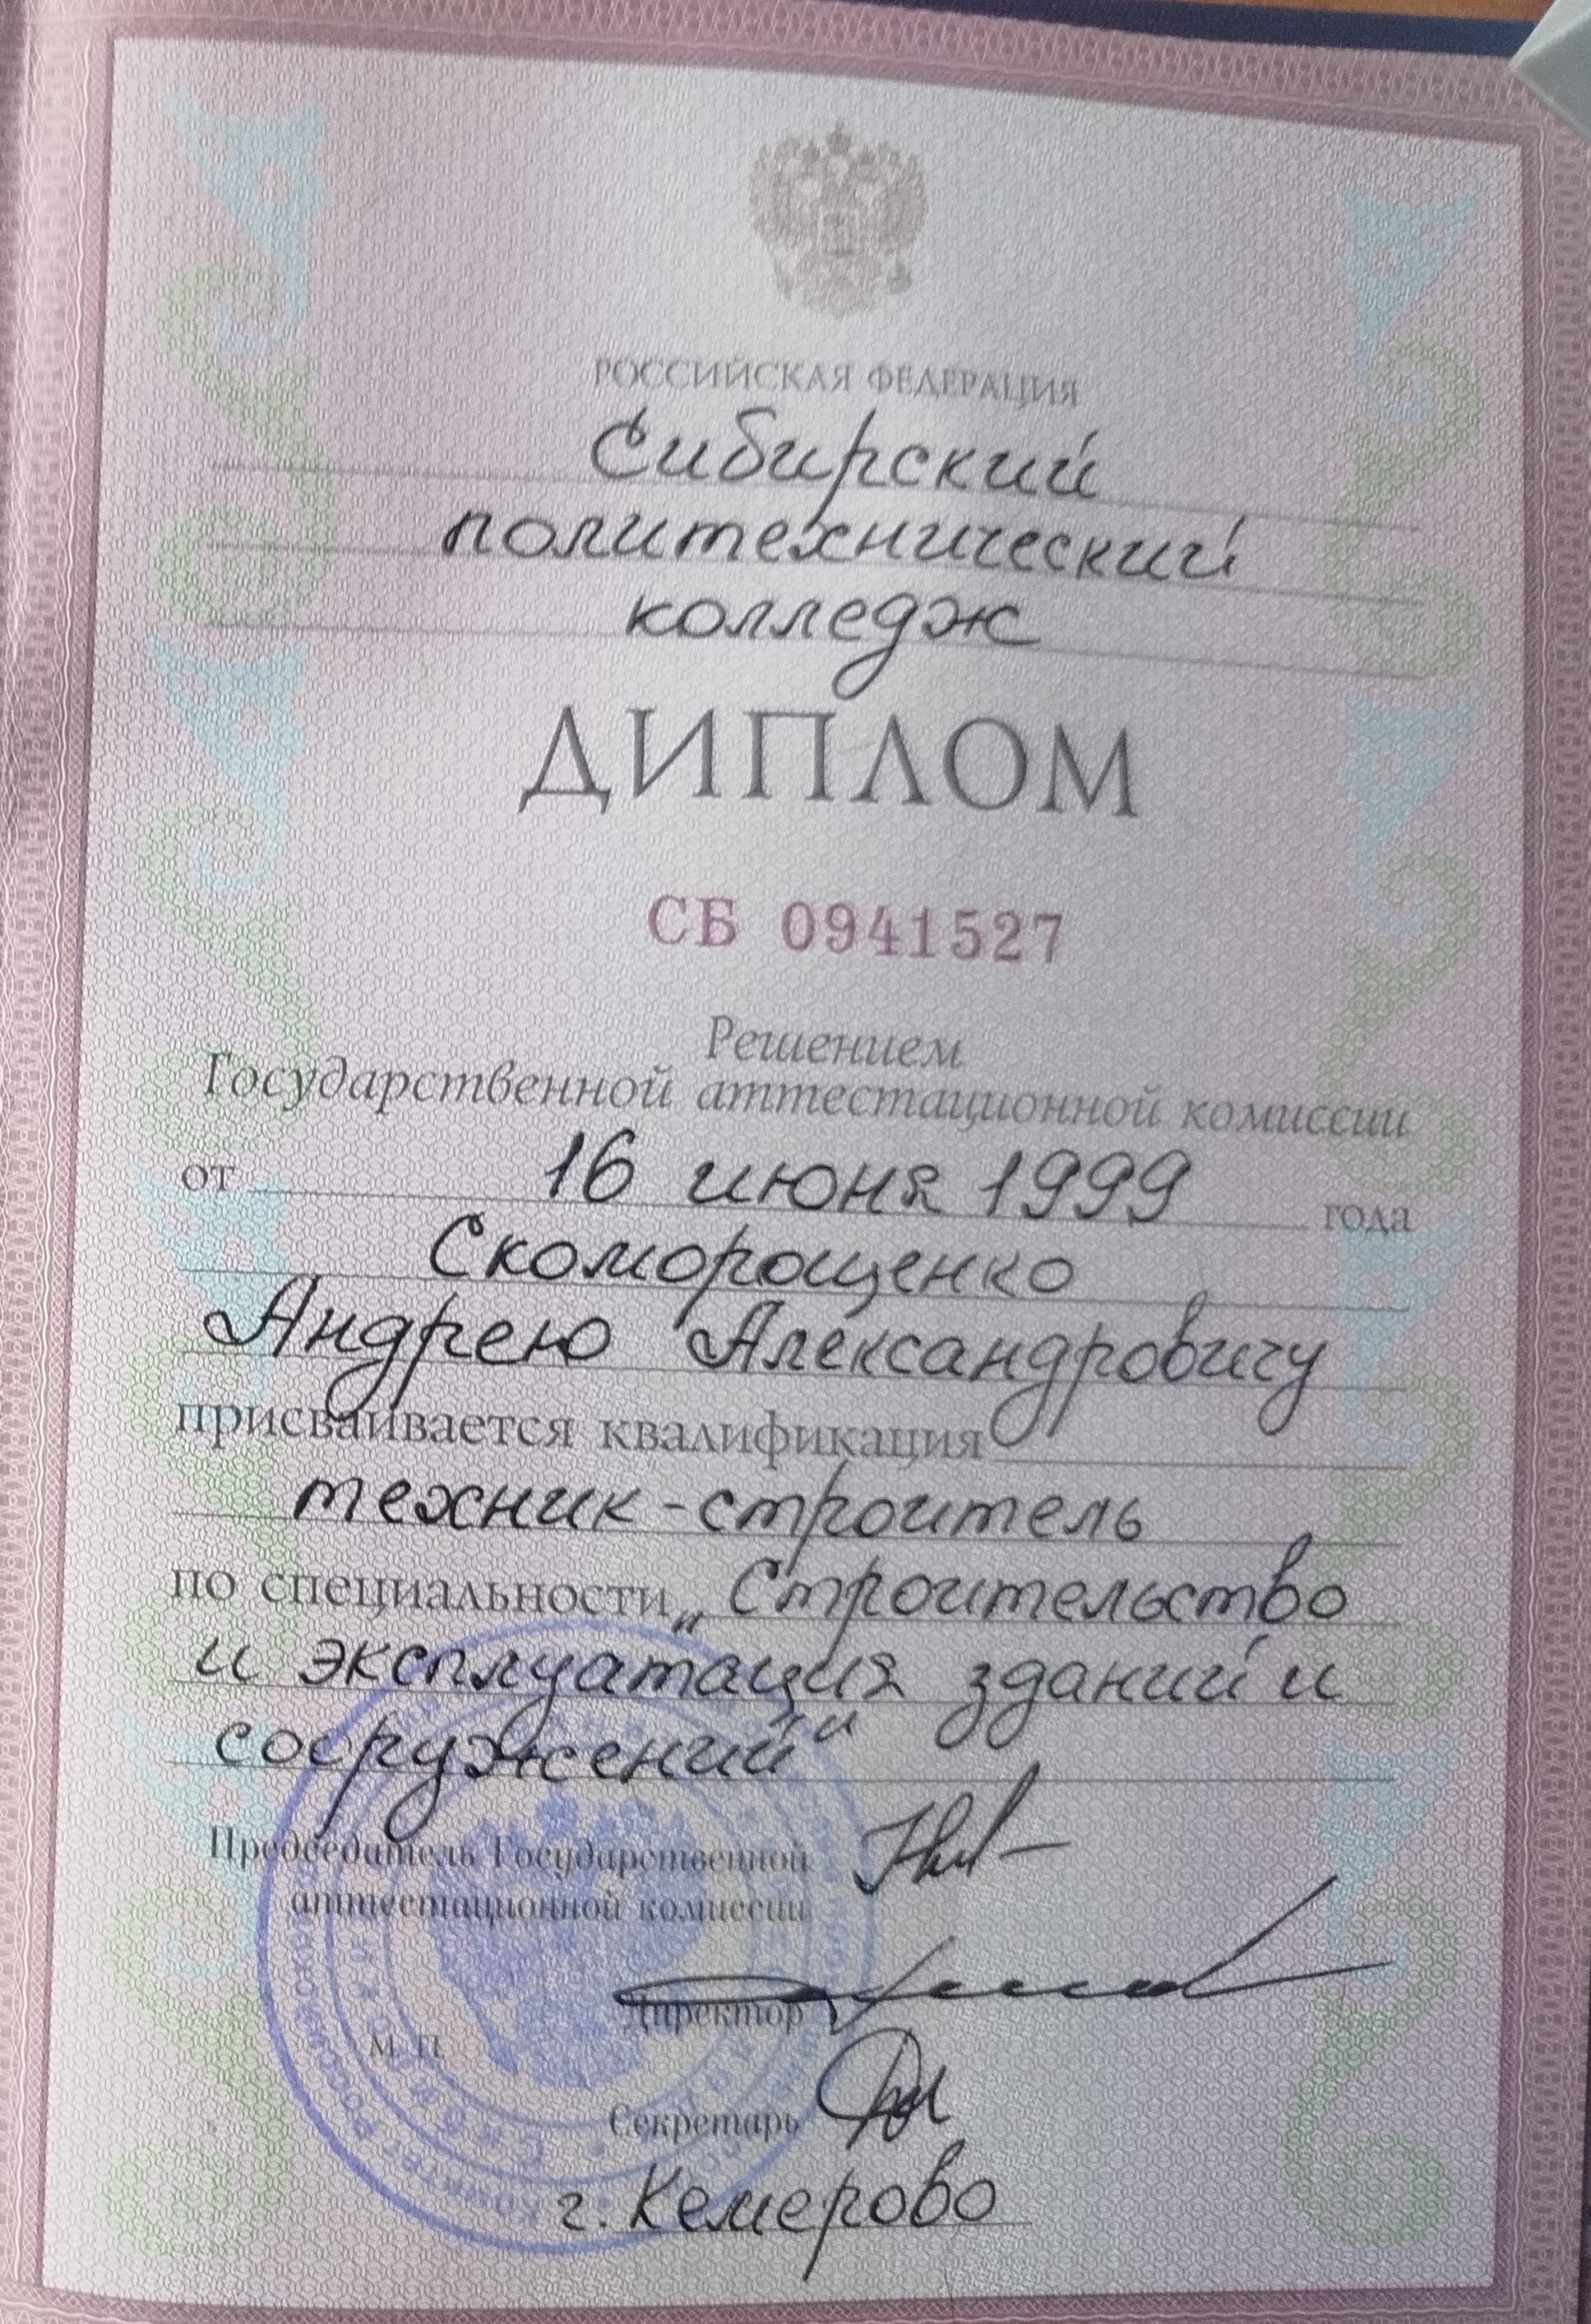 РОССИЙСКАЯ ФЕДЕРАЦИЯ
Сибирский
политехнический
колледж
ДИПЛОМ
СБ 0941527
Решением
Государственной аттестационной комиссии
от 16 июня 1999 года
Скоморощенко
Андрею Александровичу
присваивается квалификация
техник-строитель
по специальности „Строительство
и эксплуатация зданий и
сооружений“
Председатель Государственной
аттестационной комиссии
Директор
М. П.
Секретарь
г. Кемерово